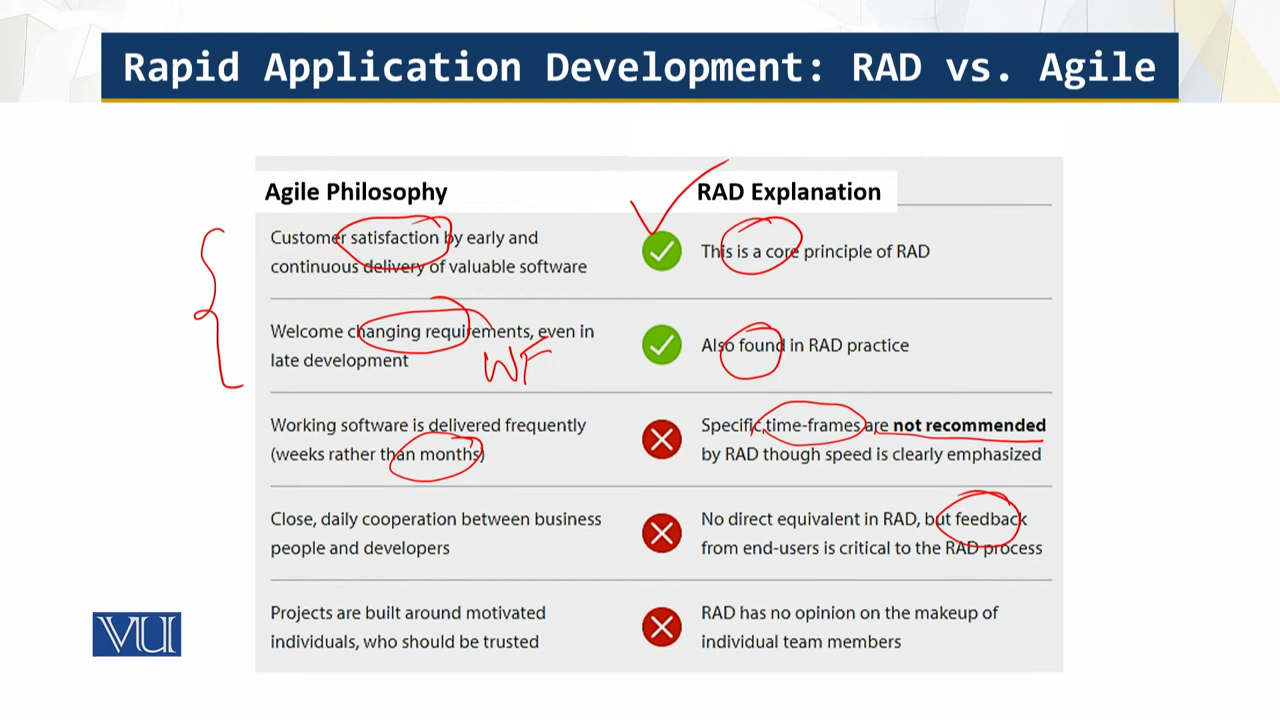 Rapid Application Development: RAD vs. Agile
Agile Philosophy
RAD Explanation
Customer satisfaction by early and
continuous delivery of valuable software
This is a core principle of RAD
Welcome changing requirements, even in
late development
WF
Also found in RAD practice
Working software is delivered frequently
(weeks rather than months)
Specific time-frames are not recommended
by RAD though speed is clearly emphasized
Close, daily cooperation between business
people and developers
No direct equivalent in RAD, but feedback
from end-users is critical to the RAD process
Projects are built around motivated
individuals, who should be trusted
RAD has no opinion on the makeup of
individual team members
VU